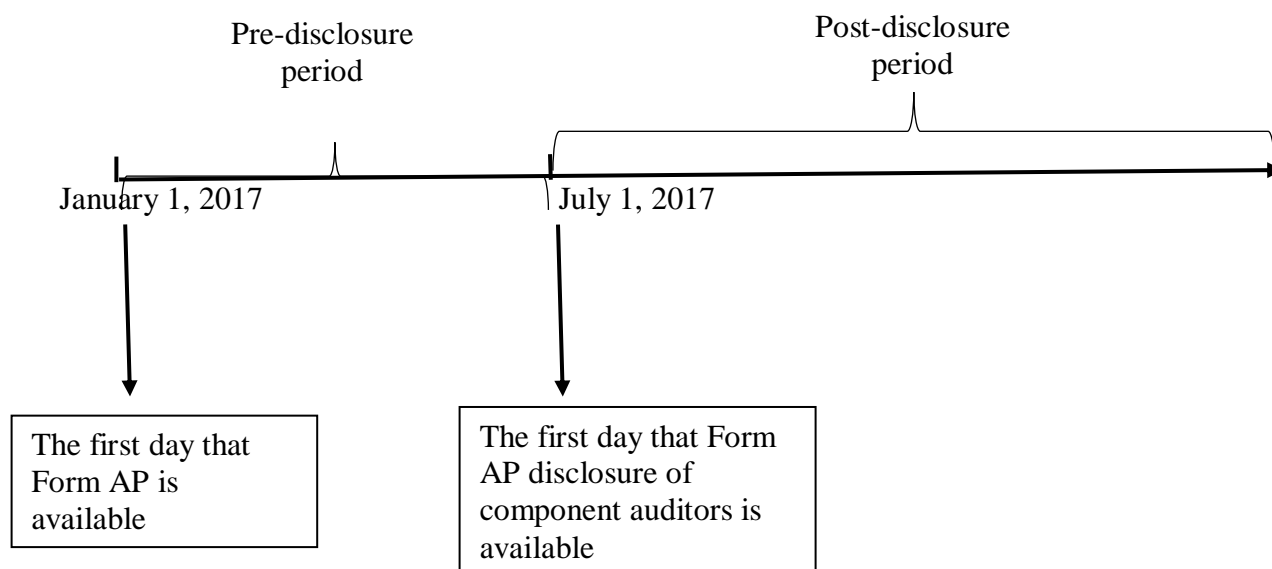 Pre-disclosure
period
Post-disclosure
period
January 1, 2017
July 1, 2017
The first day that
Form AP is
available
The first day that Form
AP disclosure of
component auditors is
available